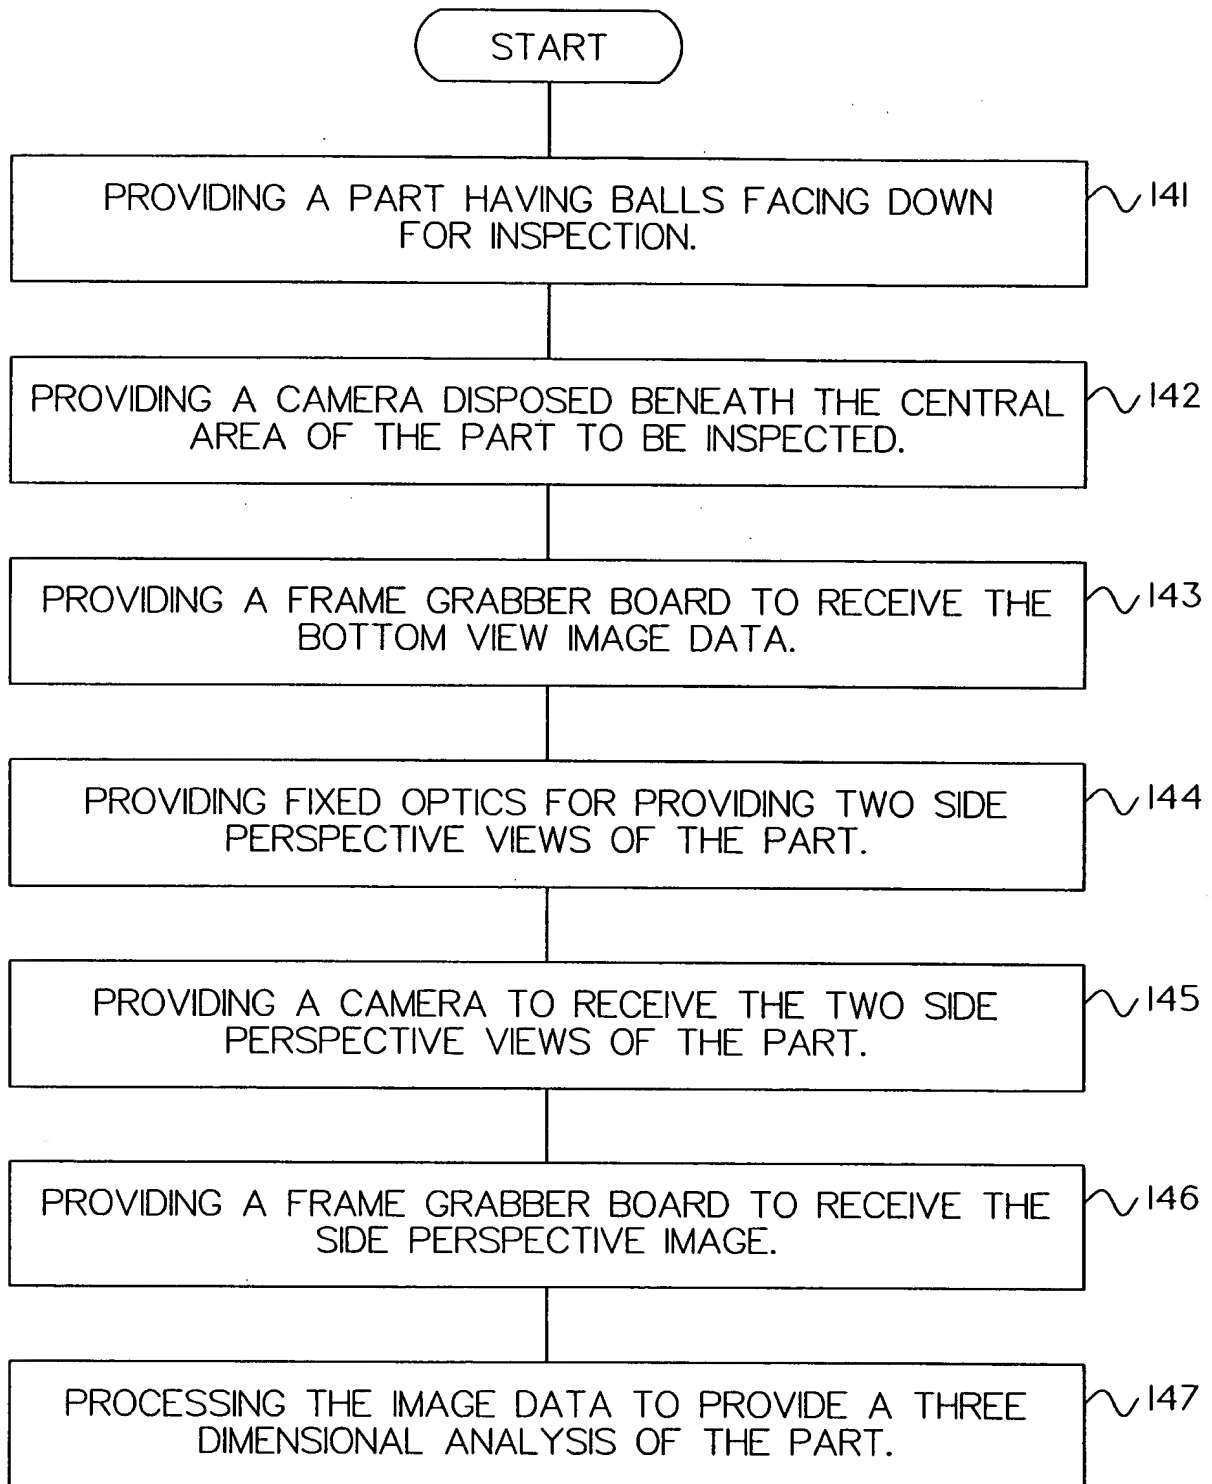 START
PROVIDING A PART HAVING BALLS FACING DOWN
FOR INSPECTION.
141
PROVIDING A CAMERA DISPOSED BENEATH THE CENTRAL
AREA OF THE PART TO BE INSPECTED.
142
PROVIDING A FRAME GRABBER BOARD TO RECEIVE THE
BOTTOM VIEW IMAGE DATA.
143
PROVIDING FIXED OPTICS FOR PROVIDING TWO SIDE
PERSPECTIVE VIEWS OF THE PART.
144
PROVIDING A CAMERA TO RECEIVE THE TWO SIDE
PERSPECTIVE VIEWS OF THE PART.
145
PROVIDING A FRAME GRABBER BOARD TO RECEIVE THE
SIDE PERSPECTIVE IMAGE.
146
PROCESSING THE IMAGE DATA TO PROVIDE A THREE
DIMENSIONAL ANALYSIS OF THE PART.
147